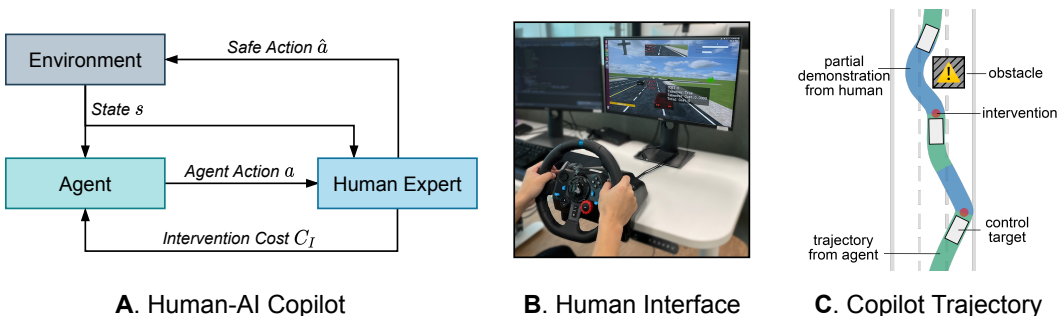 Safe Action â
Environment
State s
Agent
Agent Action a
Human Expert
Intervention Cost C_I
A. Human-AI Copilot
B. Human Interface
partial
demonstration
from human
obstacle
intervention
control
target
trajectory
from agent
C. Copilot Trajectory